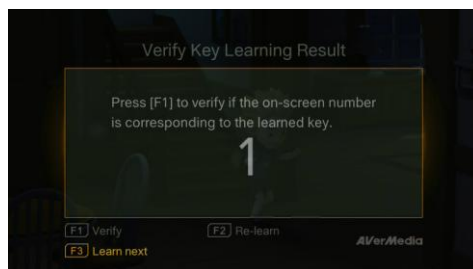 Verify Key Learning Result
Press [F1] to verify if the on-screen number
is corresponding to the learned key.
1
F1 Verify
F2 Re-learn
F3 Learn next
AVerMedia